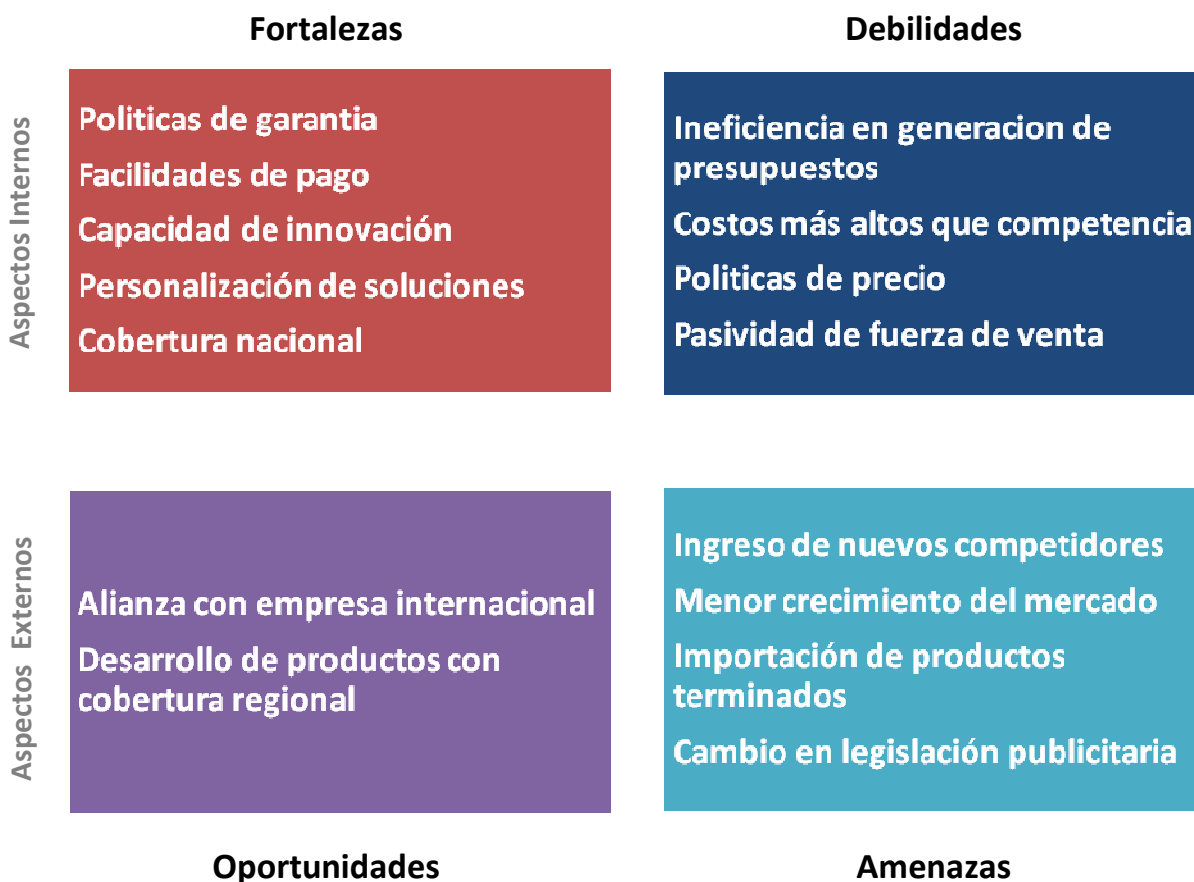 Fortalezas
Debilidades
Aspectos Internos
Politicas de garantia
Facilidades de pago
Capacidad de innovación
Personalización de soluciones
Cobertura nacional
Ineficiencia en generacion de
presupuestos
Costos más altos que competencia
Politicas de precio
Pasividad de fuerza de venta
Aspectos Externos
Alianza con empresa internacional
Desarrollo de productos con
cobertura regional
Ingreso de nuevos competidores
Menor crecimiento del mercado
Importación de productos
terminados
Cambio en legislación publicitaria
Oportunidades
Amenazas